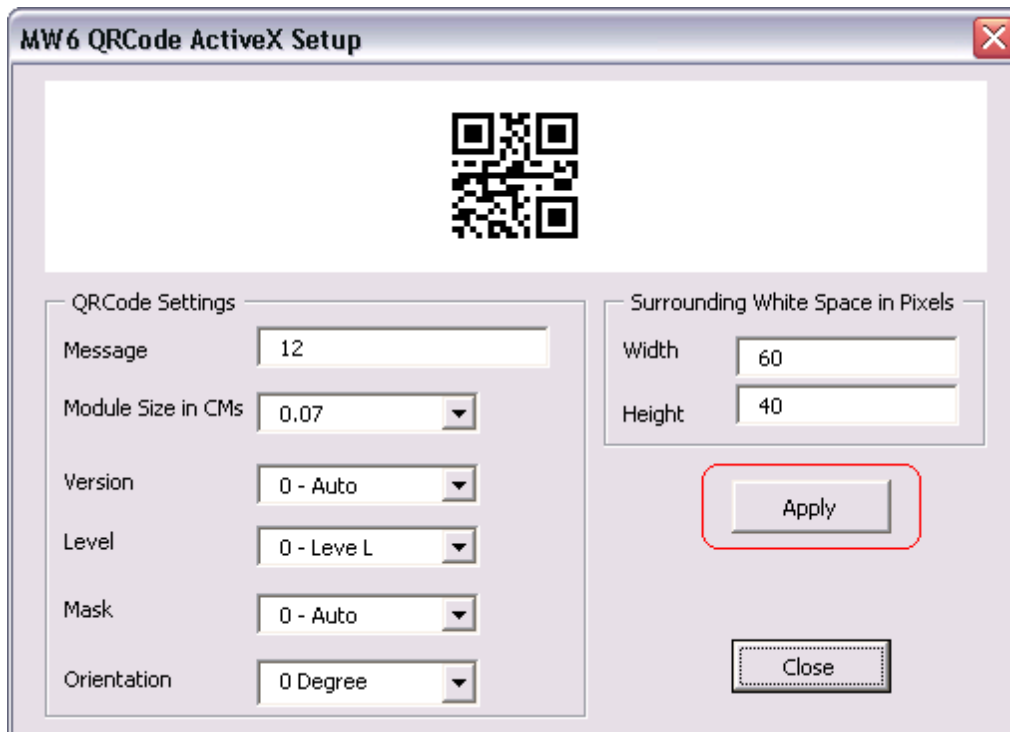 MW6 QRCode ActiveX Setup
QRCode Settings
Message 12
Module Size in CMs 0.07
Version 0 - Auto
Level 0 - Leve L
Mask 0 - Auto
Orientation 0 Degree
Surrounding White Space in Pixels
Width 60
Height 40
Apply
Close